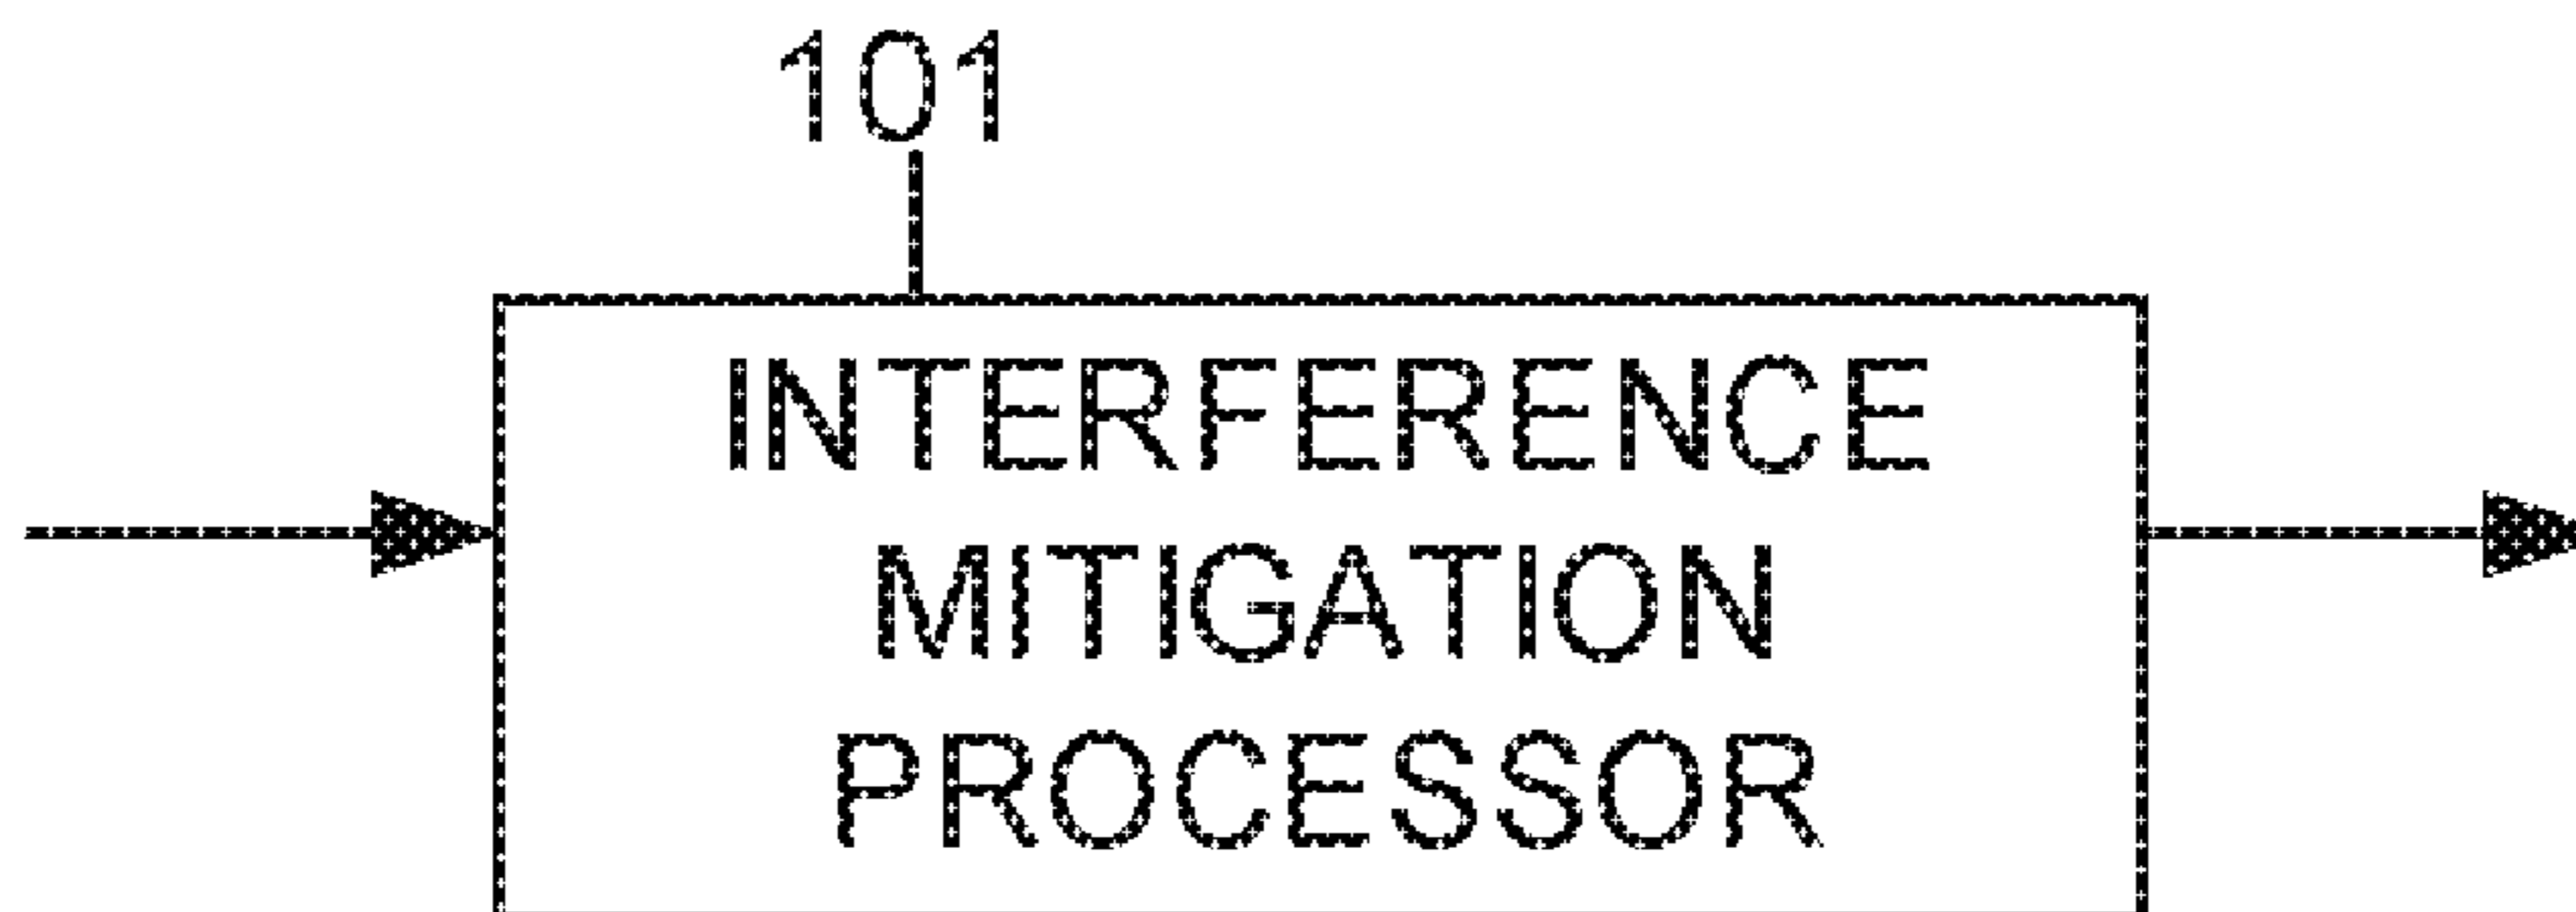 101
INTERFERENCE
MITIGATION
PROCESSOR